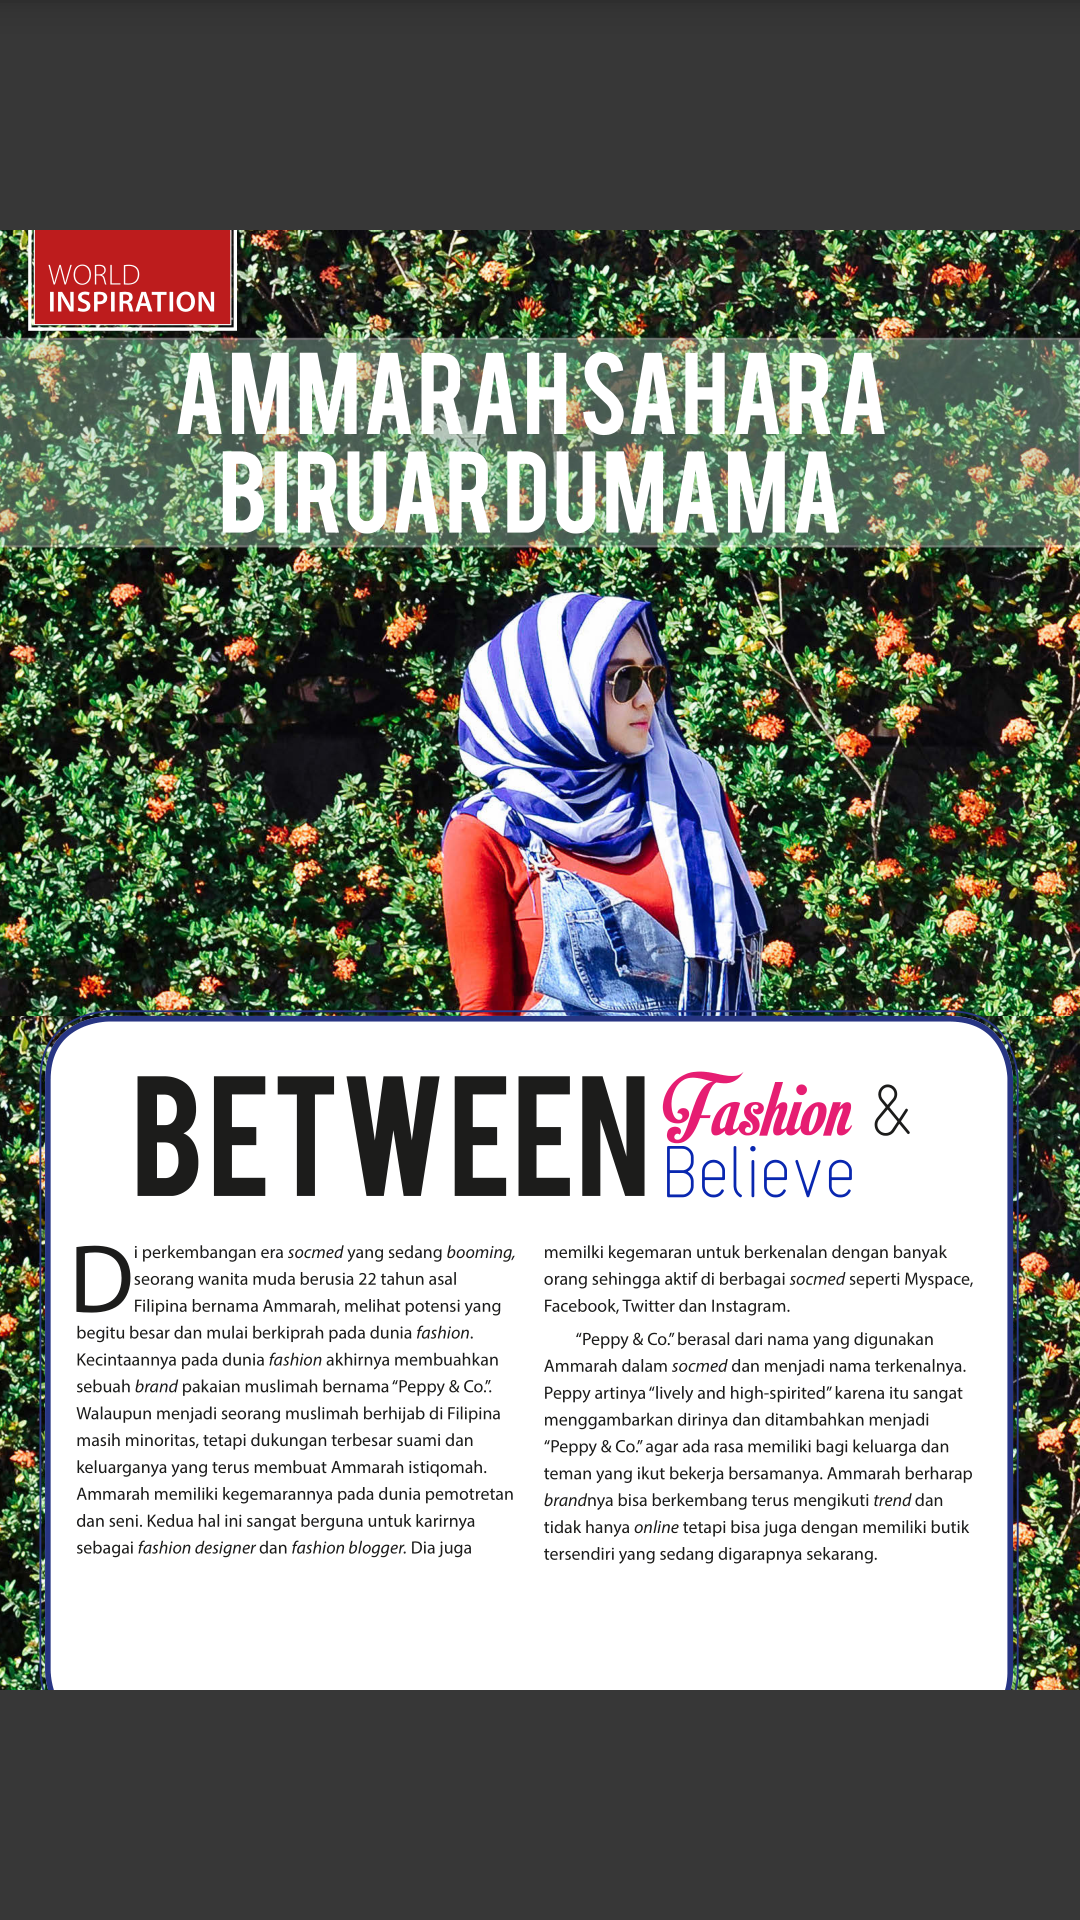 WORLD
INSPIRATION
AMMARAH SAHARA
BIRUAR DUMAMA
BETWEEN Fashion &
Believe
Di perkembangan era socmed yang sedang booming,
seorang wanita muda berusia 22 tahun asal
Filipina bernama Ammarah, melihat potensi yang
begitu besar dan mulai berkiprah pada dunia fashion.
Kecintaannya pada dunia fashion akhirnya membuahkan
sebuah brand pakaian muslimah bernama “Peppy & Co.”.
Walaupun menjadi seorang muslimah berhijab di Filipina
masih minoritas, tetapi dukungan terbesar suami dan
keluarganya yang terus membuat Ammarah istiqomah.
Ammarah memiliki kegemarannya pada dunia pemotretan
dan seni. Kedua hal ini sangat berguna untuk karirnya
sebagai fashion designer dan fashion blogger. Dia juga
memilki kegemaran untuk berkenalan dengan banyak
orang sehingga aktif di berbagai socmed seperti Myspace,
Facebook, Twitter dan Instagram.
“Peppy & Co.” berasal dari nama yang digunakan
Ammarah dalam socmed dan menjadi nama terkenalnya.
Peppy artinya “lively and high-spirited” karena itu sangat
menggambarkan dirinya dan ditambahkan menjadi
“Peppy & Co.” agar ada rasa memiliki bagi keluarga dan
teman yang ikut bekerja bersamanya. Ammarah berharap
brandnya bisa berkembang terus mengikuti trend dan
tidak hanya online tetapi bisa juga dengan memiliki butik
tersendiri yang sedang digarapnya sekarang.